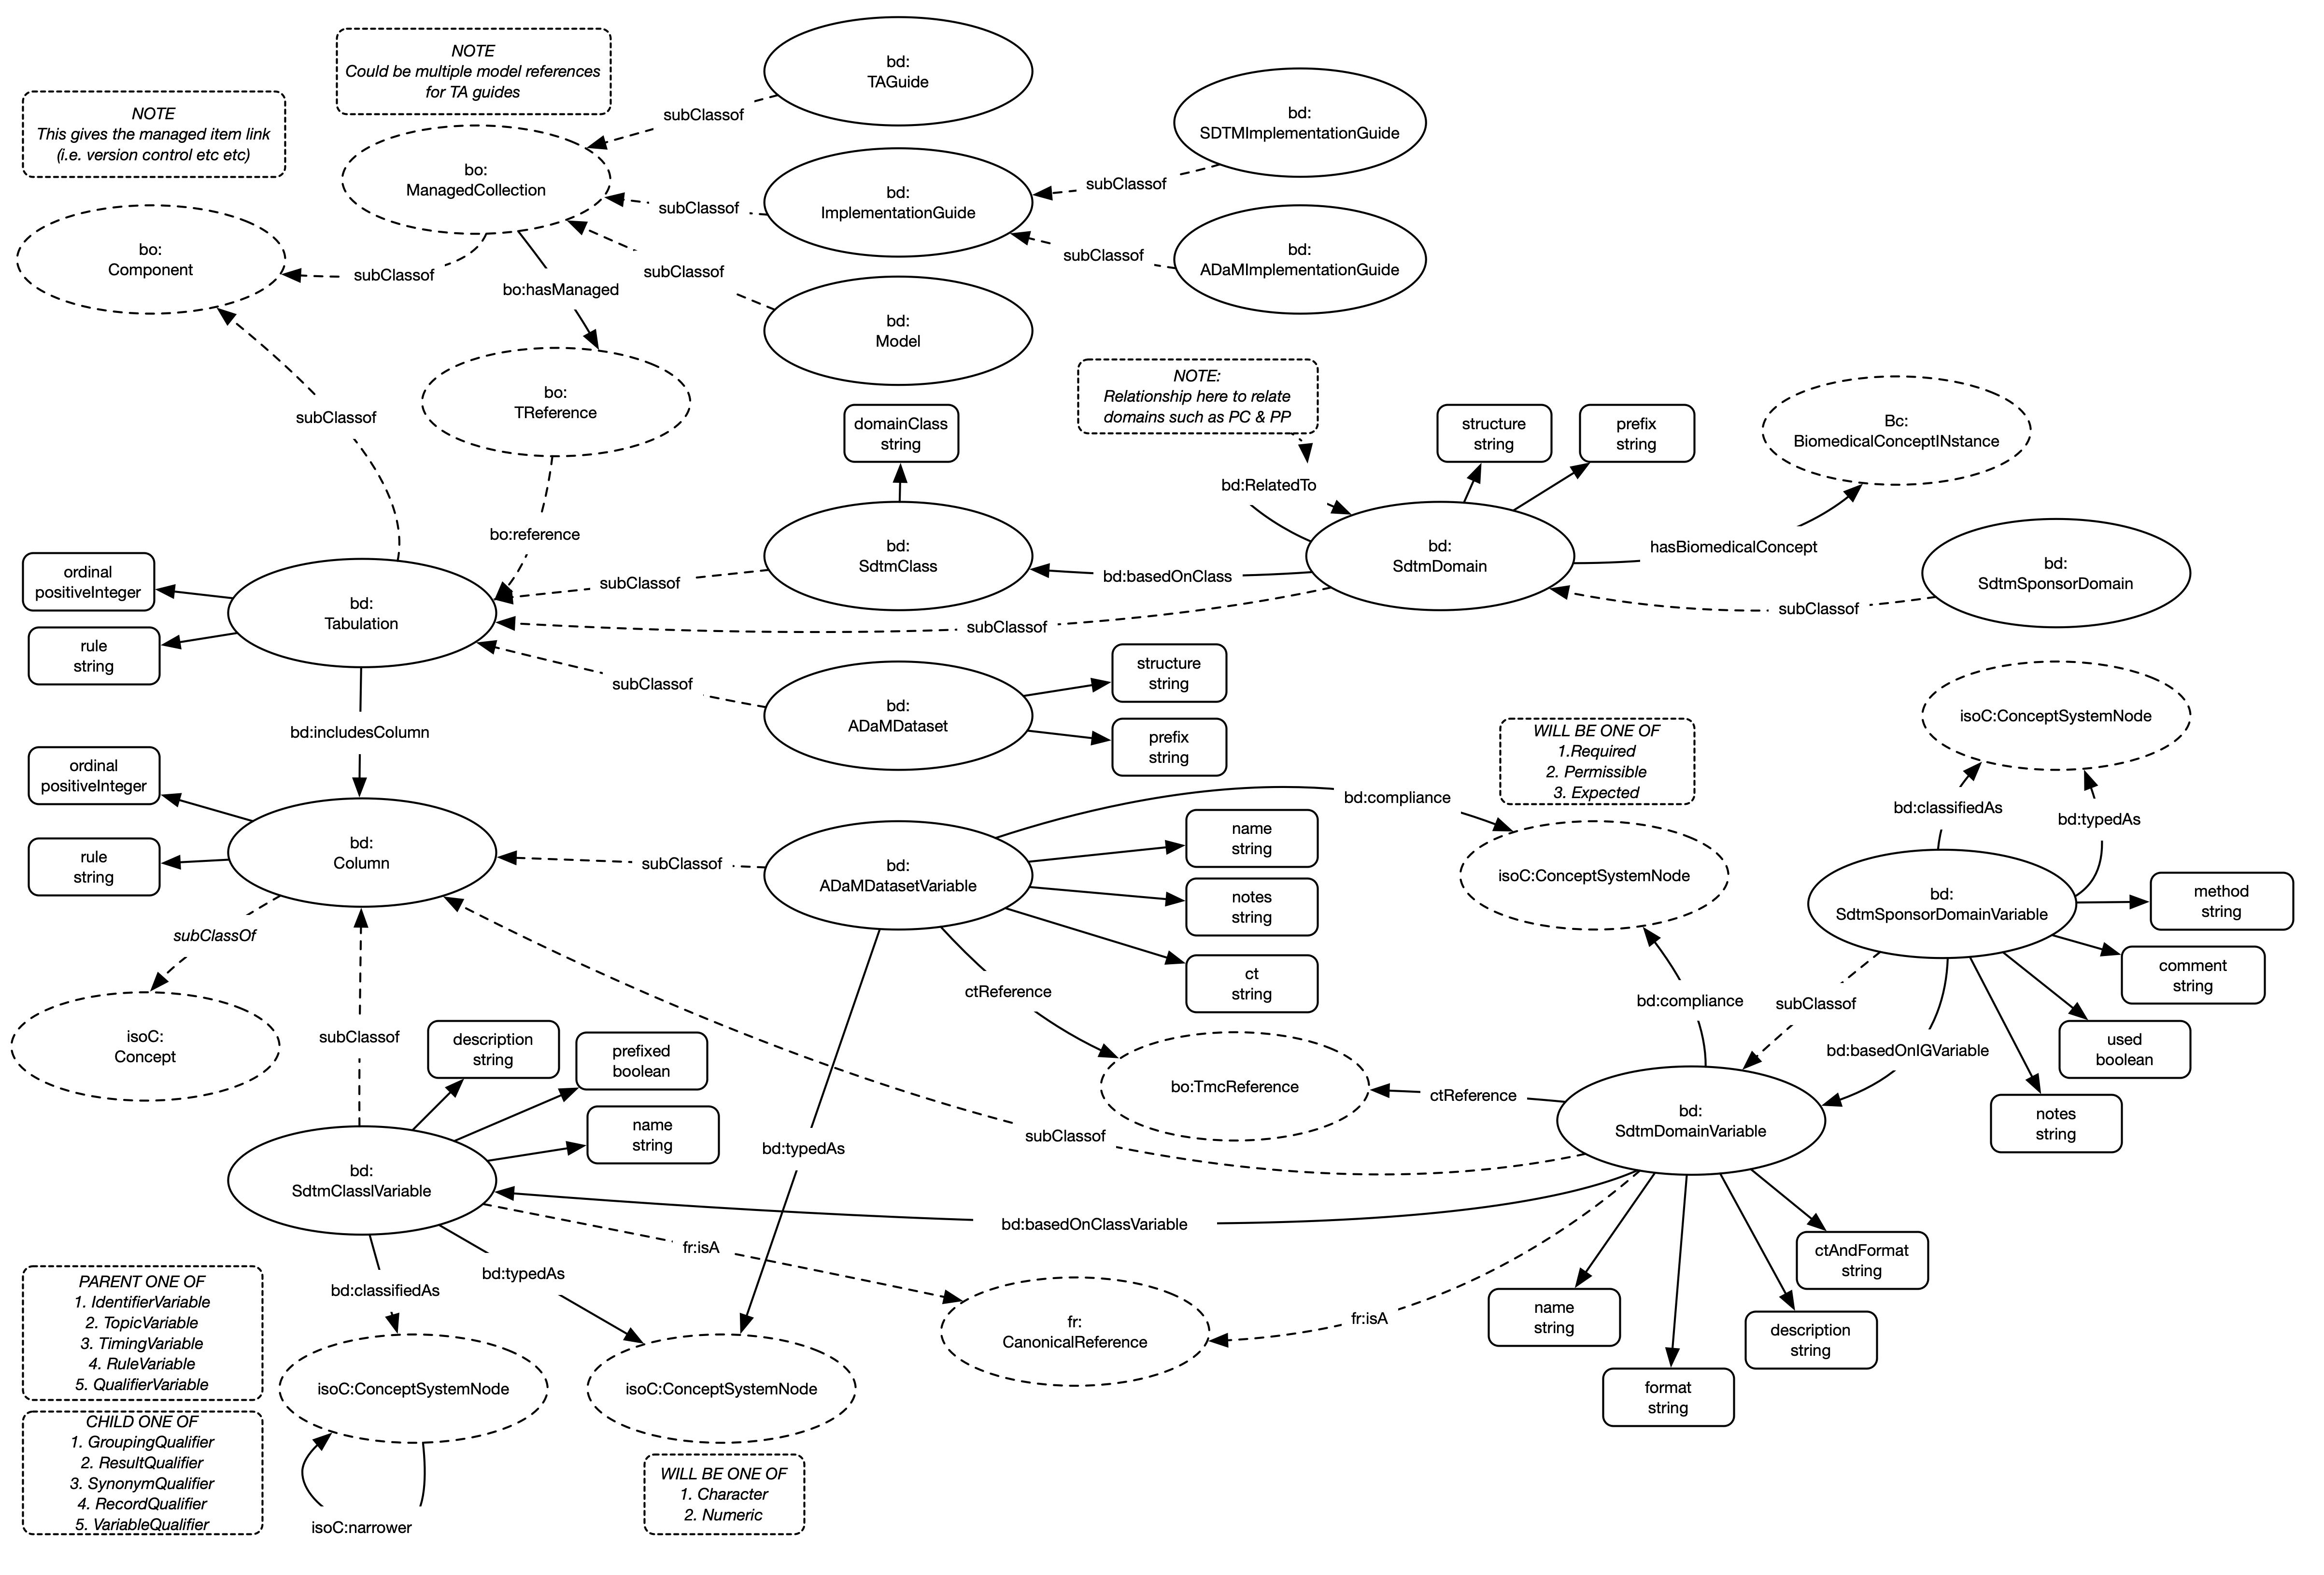 NOTE
Could be multiple model references
for TA guides
bd:
TAGuide
NOTE
This gives the managed item link
(i.e. version control etc etc)
subClassof
bd:
SDTMImplementationGuide
bo:
ManagedCollection
subClassof
bd:
ImplementationGuide
subClassof
bo:
Component
subClassof
bo:hasManaged
subClassof
subClassof
bd:
ADaMImplementationGuide
bd:
Model
bo:
TReference
subClassof
domainClass
string
NOTE:
Relationship here to relate
domains such as PC & PP
structure
string
prefix
string
Bc:
BiomedicalConceptINstance
bd:RelatedTo
bo:reference
bd:
SdtmClass
bd:
SdtmDomain
hasBiomedicalConcept
bd:
SdtmSponsorDomain
ordinal
positiveInteger
bd:
Tabulation
subClassof
bd:basedOnClass
subClassof
subClassof
rule
string
subClassof
bd:
ADaMDataset
structure
string
prefix
string
isoC:ConceptSystemNode
bd:includesColumn
WILL BE ONE OF
1.Required
2. Permissible
3. Expected
ordinal
positiveInteger
bd:compliance
bd:classifiedAs
bd:typedAs
bd:
Column
rule
string
subClassof
bd:
ADaMDatasetVariable
name
string
notes
string
ct
string
isoC:ConceptSystemNode
bd:
SdtmSponsorDomainVariable
method
string
comment
string
used
boolean
notes
string
subClassOf
ctReference
bd:compliance
subClassof
bd:basedOnIGVariable
isoC:
Concept
subClassof
description
string
prefixed
boolean
name
string
bo:TmcReference
ctReference
bd:
SdtmDomainVariable
subClassof
bd:typedAs
bd:
SdtmClasslVariable
bd:basedOnClassVariable
fr:isA
bd:typedAs
bd:classifiedAs
ctAndFormat
string
name
string
description
string
format
string
fr:isA
fr:
CanonicalReference
PARENT ONE OF
1. IdentifierVariable
2. TopicVariable
3. TimingVariable
4. RuleVariable
5. QualifierVariable
isoC:ConceptSystemNode
isoC:ConceptSystemNode
CHILD ONE OF
1. GroupingQualifier
2. ResultQualifier
3. SynonymQualifier
4. RecordQualifier
5. VariableQualifier
WILL BE ONE OF
1. Character
2. Numeric
isoC:narrower